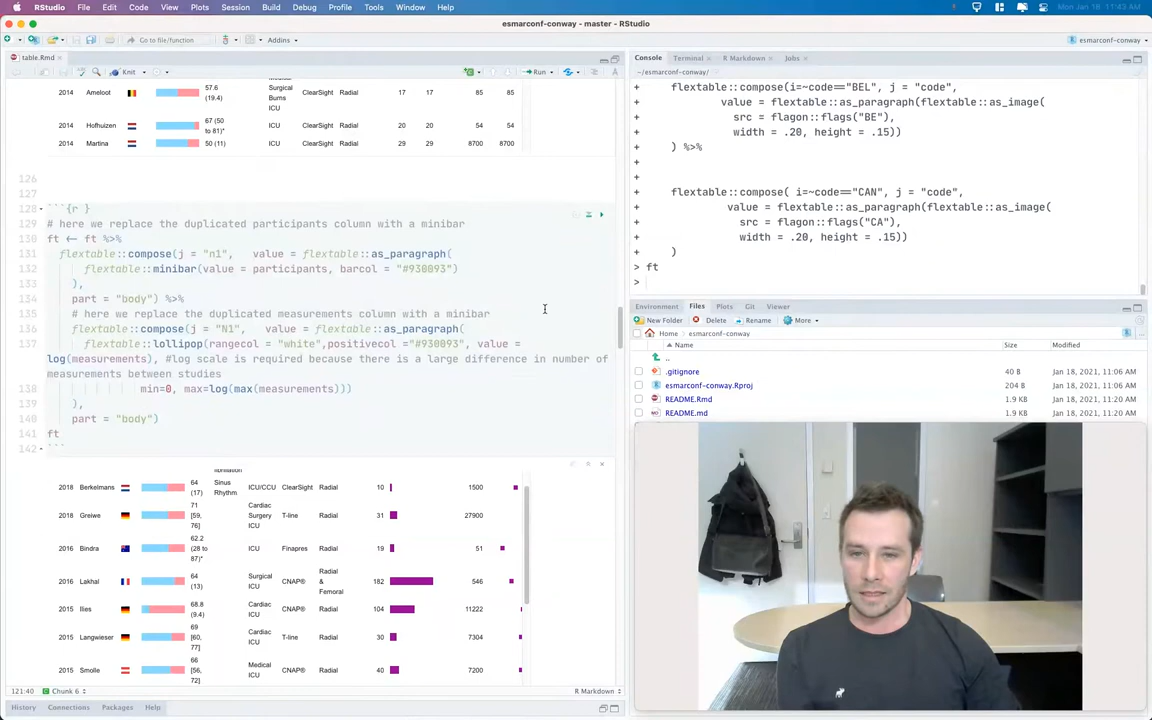 RStudio File Edit Code View Plots Session Build Debug Profile Tools Window Help Mon Jan 18 11:43 AM
esmarconf-conway - master - RStudio
Go to file/function Addins esmarconf-conway
table.Rmd
Knit Run
2014 Ameloot 57.6 (19.4) Surgical Burns ICU ClearSight Radial 17 17 85 85
2014 Hofhuizen 67 (50 to 81)* ICU ClearSight Radial 20 20 54 54
2014 Martina 50 (11) ICU ClearSight Radial 29 29 8700 8700
126
127
128 ```{r }
129 # here we replace the duplicated participants column with a minibar
130 ft <- ft %>%
131 flextable::compose(j = "n1", value = flextable::as_paragraph(
132 flextable::minibar(value = participants, barcol = "#930093")
133 ),
134 part = "body") %>%
135 # here we replace the duplicated measurements column with a minibar
136 flextable::compose(j = "N1", value = flextable::as_paragraph(
137 flextable::lollipop(rangecol = "white",positivecol ="#930093", value =
log(measurements), #log scale is required because there is a large difference in number of
measurements between studies
138 min=0, max=log(max(measurements)))
139 ),
140 part = "body")
141 ft
142 ```
2018 Berkelmans 64 (17) fibrillation Sinus Rhythm ICU/CCU ClearSight Radial 10 1500
2018 Greiwe 71 [59, 76] Cardiac Surgery ICU T-line Radial 31 27900
2016 Bindra 62.2 (28 to 87)* ICU Finapres Radial 19 51
2016 Lakhal 64 (13) Surgical ICU CNAP® Radial & Femoral 182 546
2015 Ilies 68.8 (9.4) Cardiac ICU CNAP® Radial 104 11222
2015 Langwieser 69 [60, 77] Cardiac ICU T-line Radial 30 7304
2015 Smolle 66 [56, 72] Medical ICU CNAP® Radial 40 7200
121:40 Chunk 6 R Markdown
History Connections Packages Help
Console Terminal R Markdown Jobs
~/esmarconf-conway/
+ flextable::compose(i=~code=="BEL", j = "code",
+ value = flextable::as_paragraph(flextable::as_image(
+ src = flagon::flags("BE"),
+ width = .20, height = .15))
+ ) %>%
+
+
+ flextable::compose( i=~code=="CAN", j = "code",
+ value = flextable::as_paragraph(flextable::as_image(
+ src = flagon::flags("CA"),
+ width = .20, height = .15))
+ )
> ft
>
Environment Files Plots Git Viewer
New Folder Delete Rename More
Home esmarconf-conway
Name Size Modified
..
.gitignore 40 B Jan 18, 2021, 11:06 AM
esmarconf-conway.Rproj 204 B Jan 18, 2021, 11:06 AM
README.Rmd 1.9 KB Jan 18, 2021, 11:20 AM
README.md 1.9 KB Jan 18, 2021, 11:20 AM